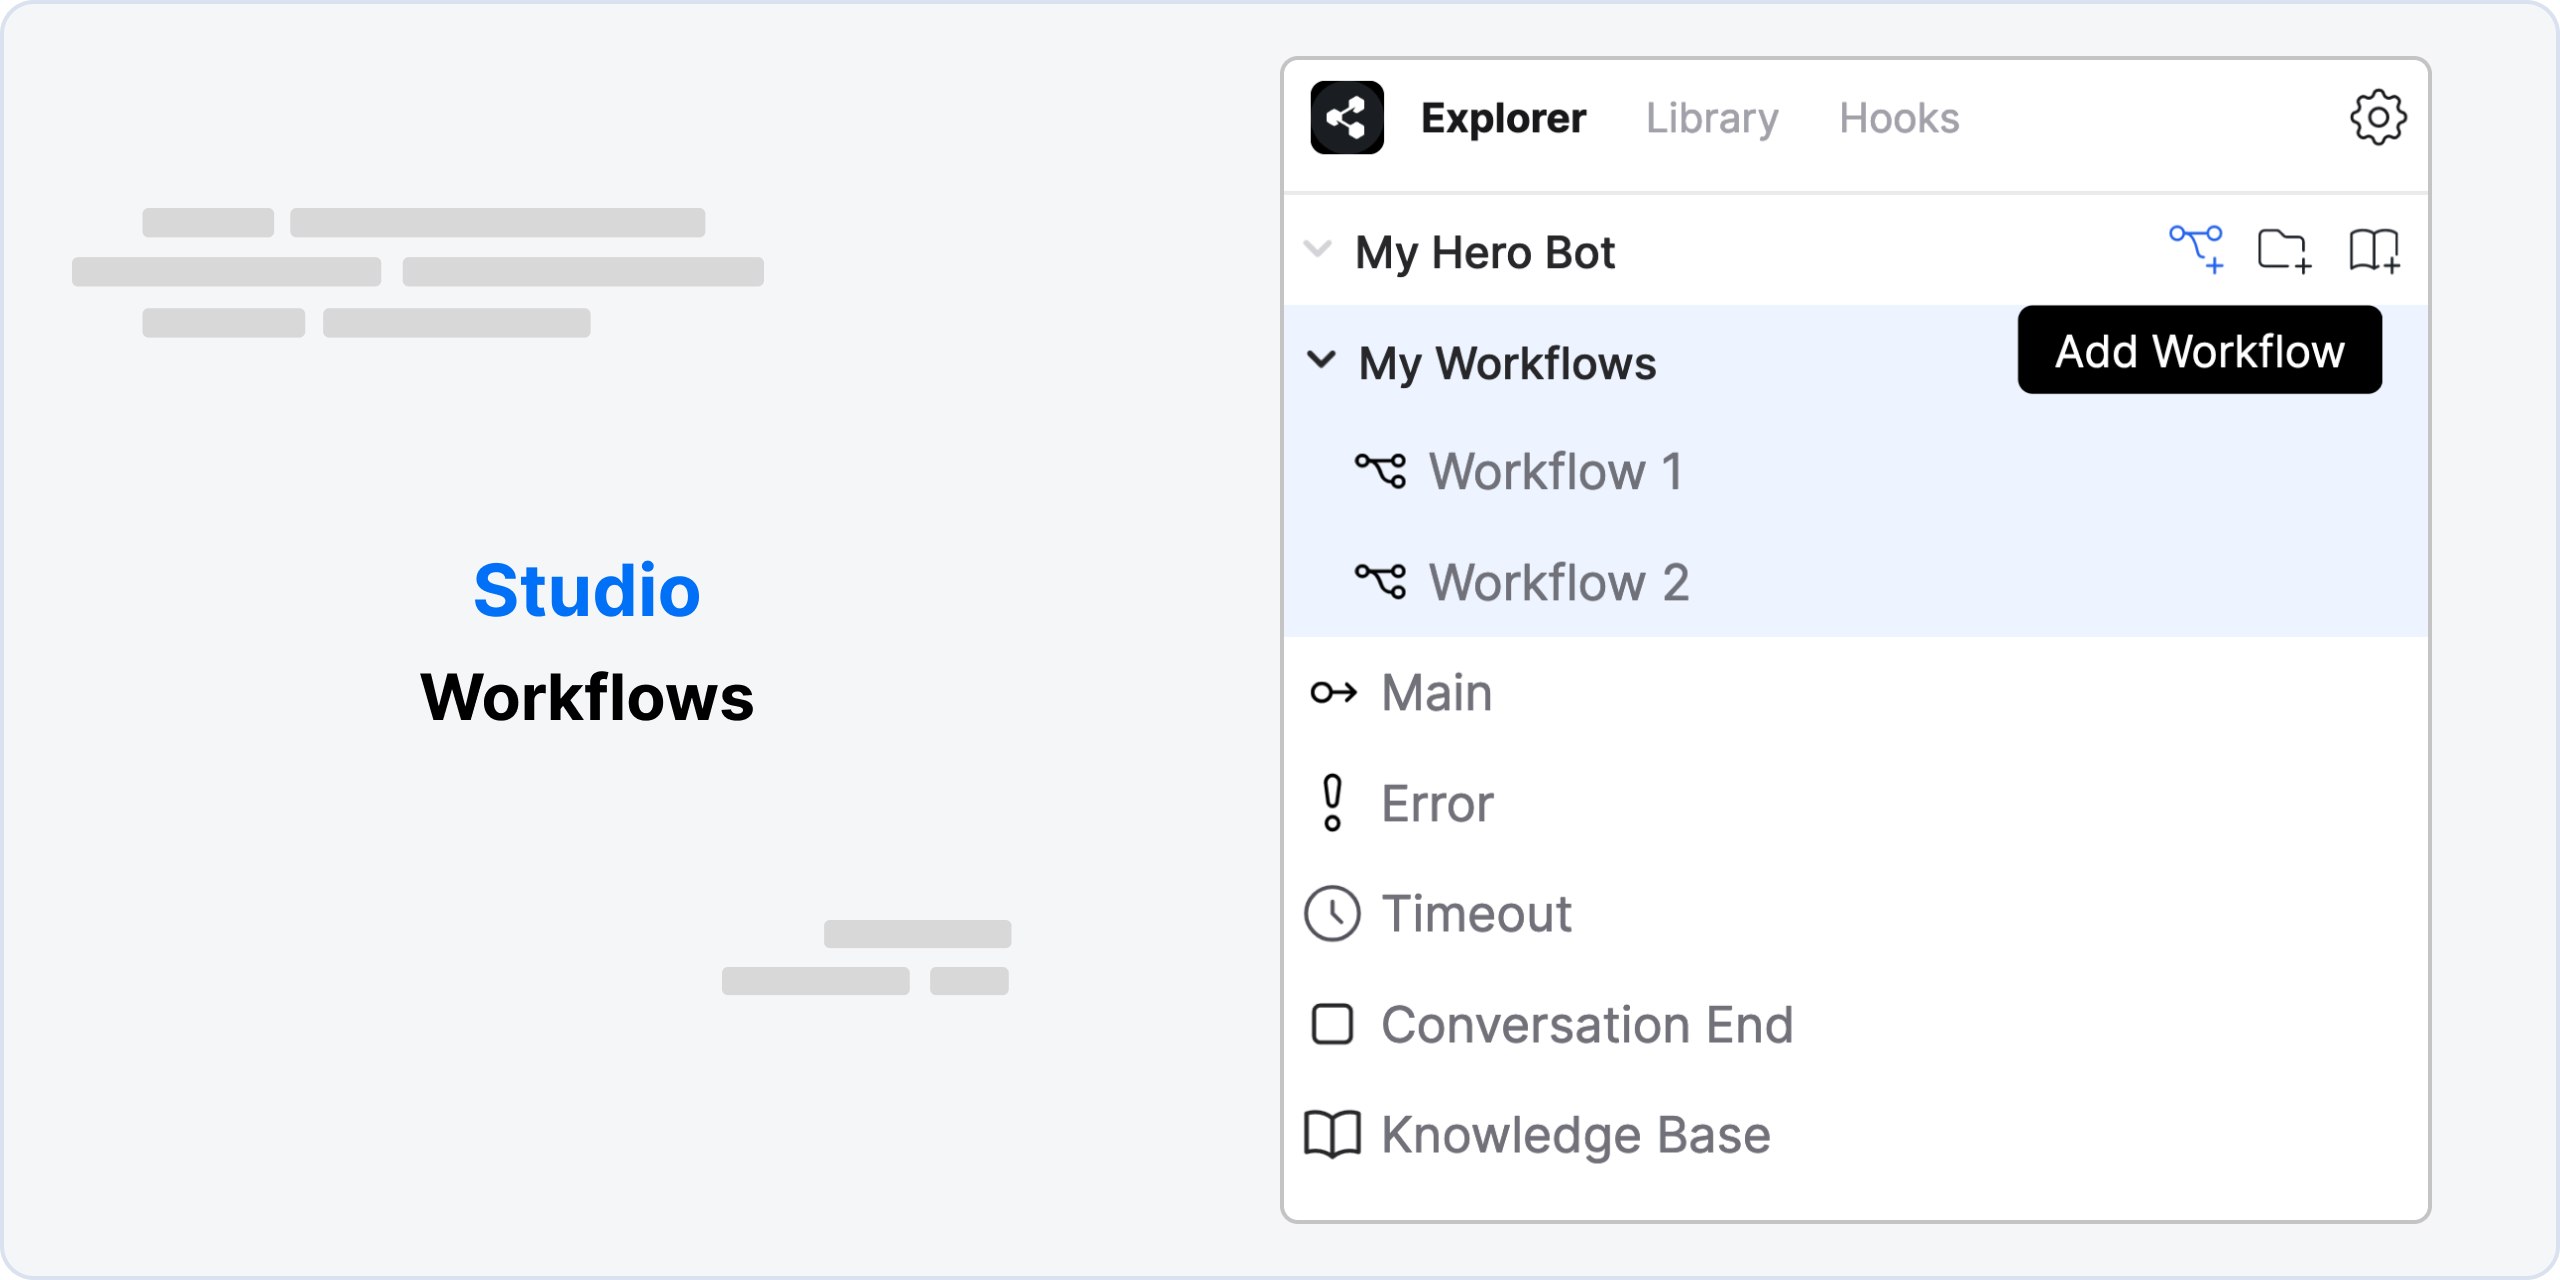 Studio
Workflows
Explorer Library Hooks
My Hero Bot
Add Workflow
My Workflows
Workflow 1
Workflow 2
Main
Error
Timeout
Conversation End
Knowledge Base